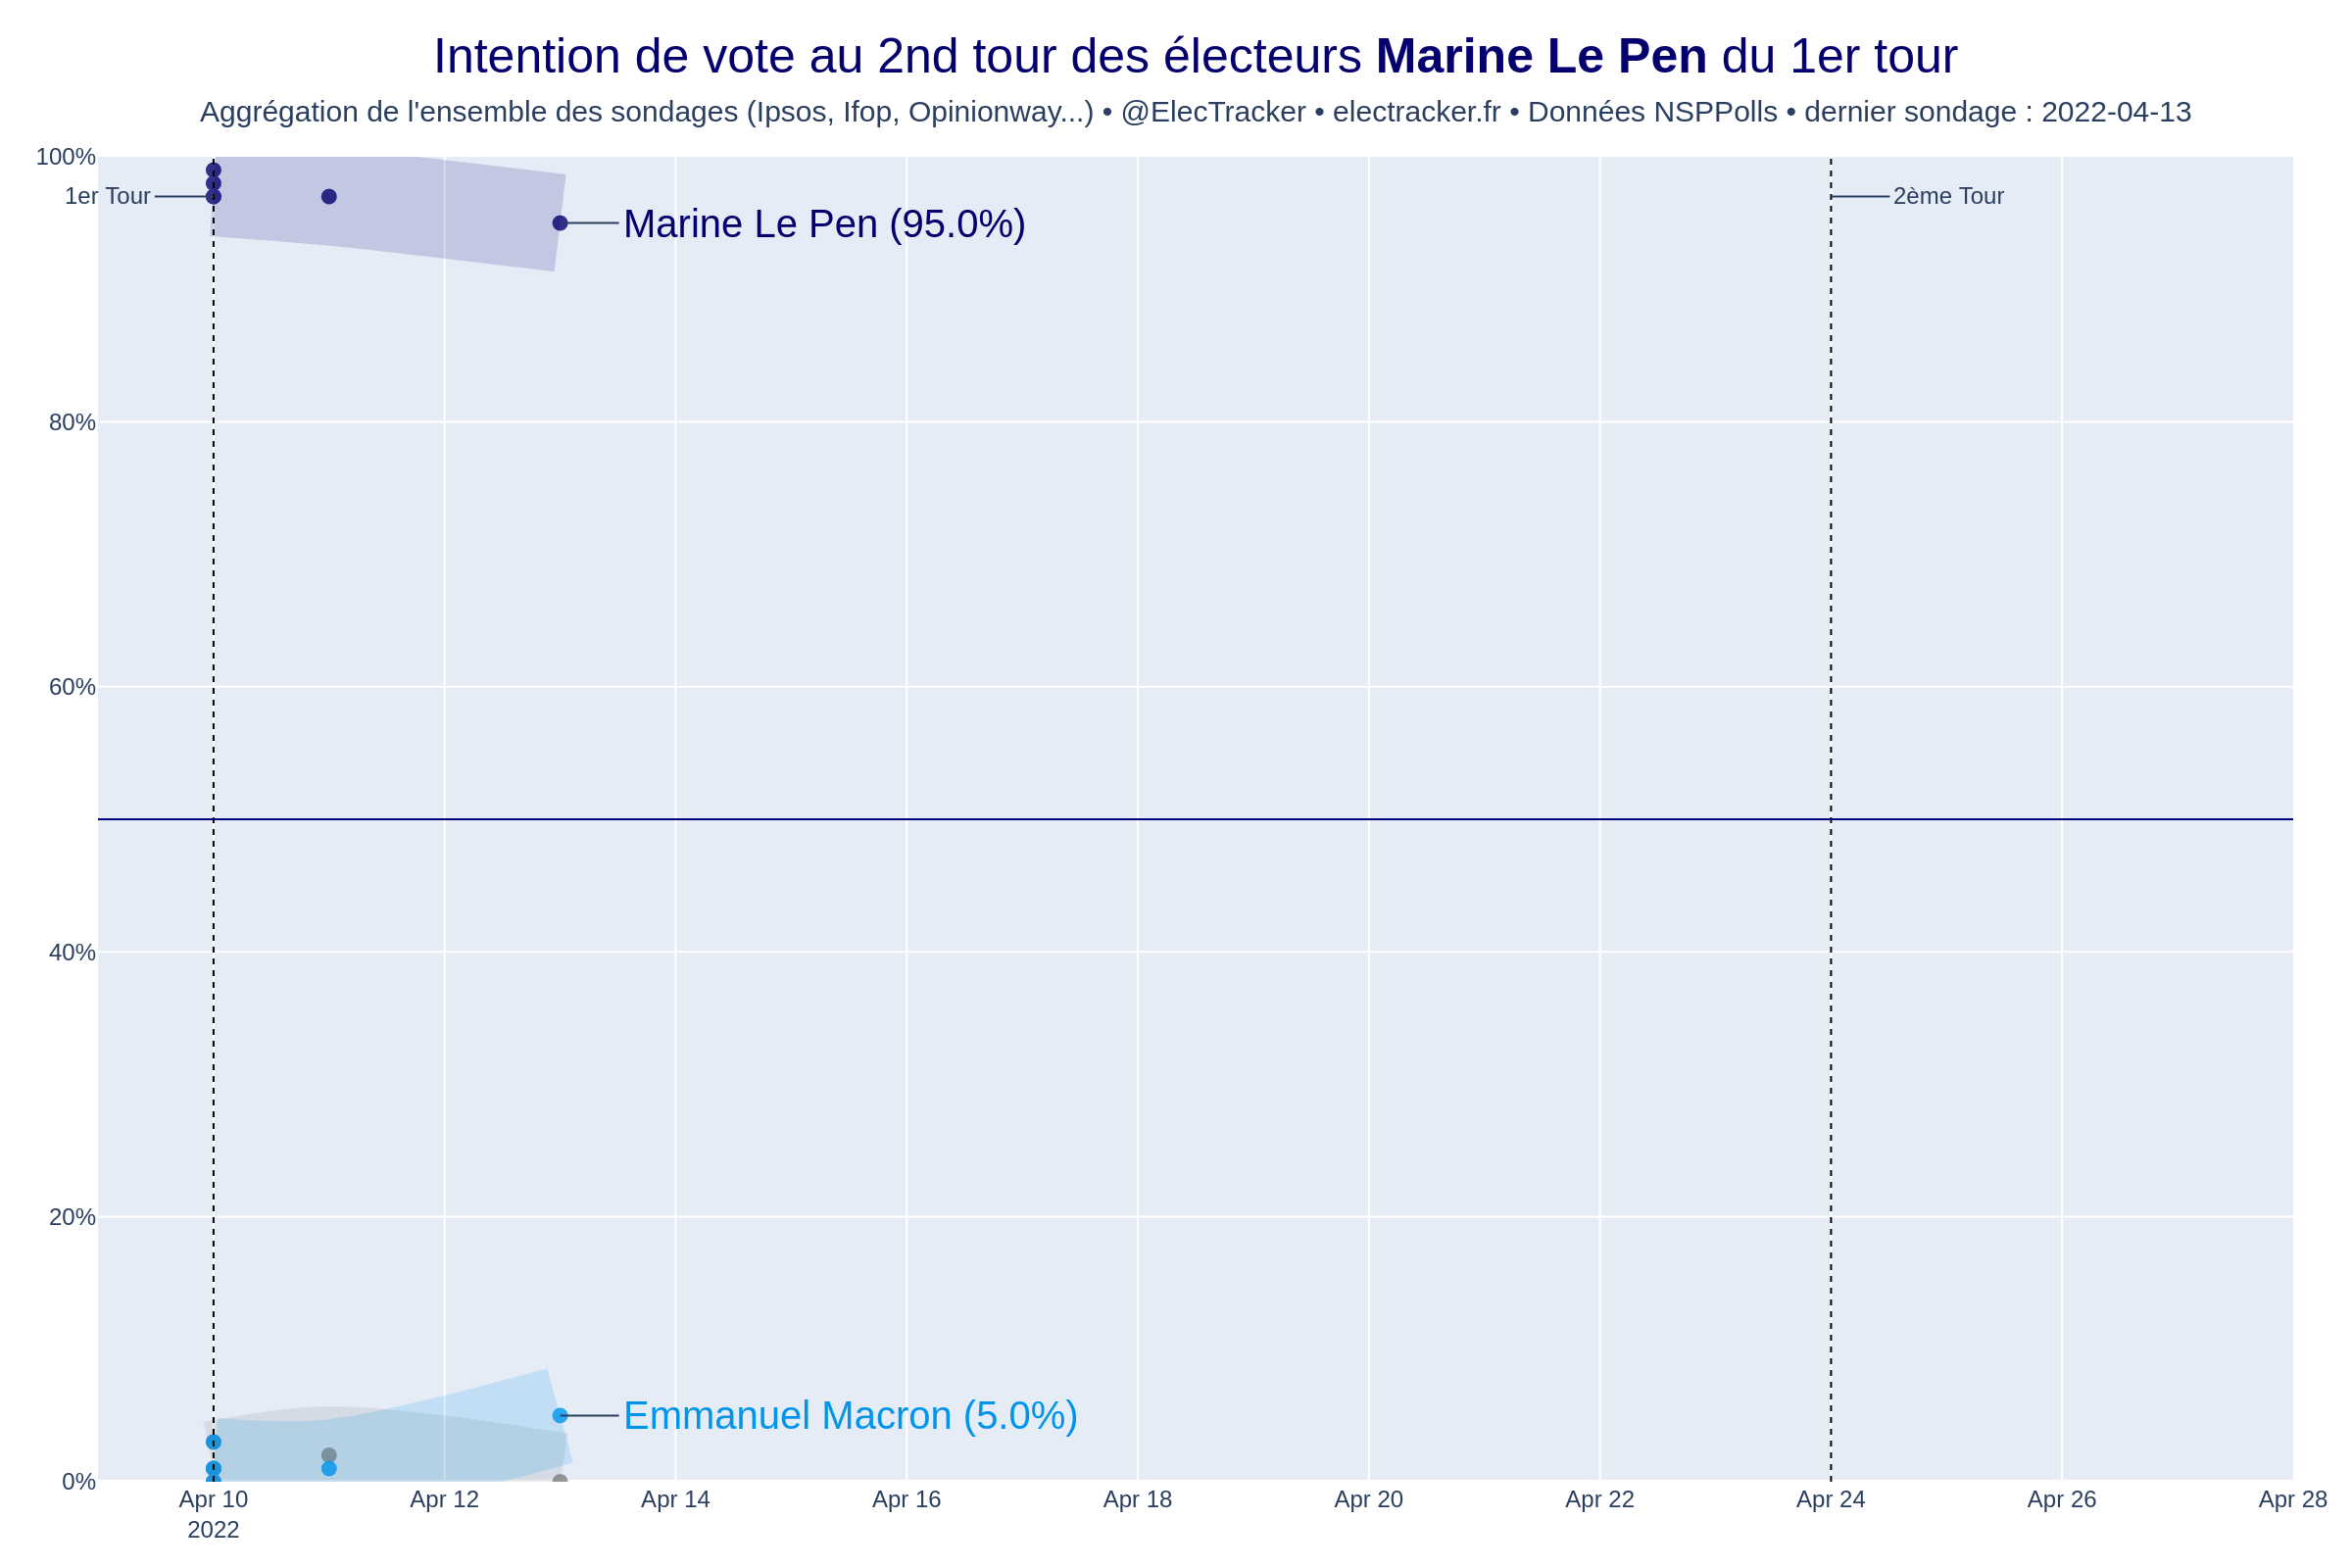 Intention de vote au 2nd tour des électeurs Marine Le Pen du 1er tour
Aggrégation de l'ensemble des sondages (Ipsos, Ifop, Opinionway...) • @ElecTracker • electracker.fr • Données NSPPolls • dernier sondage : 2022-04-13
100%
1er Tour
2ème Tour
Marine Le Pen (95.0%)
80%
60%
40%
20%
Emmanuel Macron (5.0%)
0%
Apr 10 Apr 12 Apr 14 Apr 16 Apr 18 Apr 20 Apr 22 Apr 24 Apr 26 Apr 28
2022